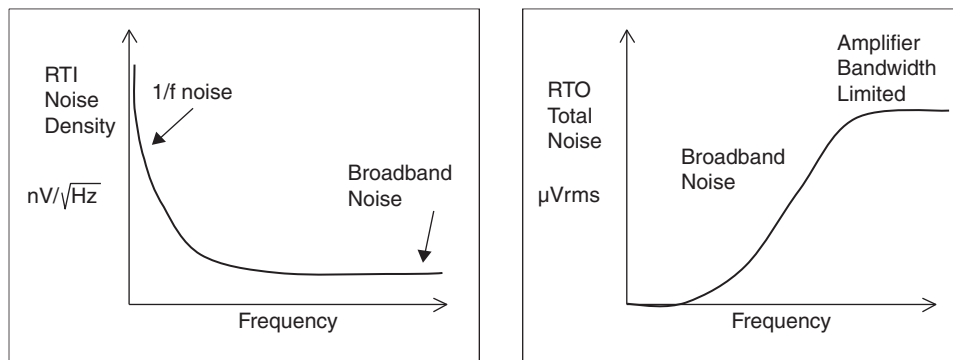 RTI
Noise
Density
nV/√Hz
1/f noise
Broadband
Noise
Frequency
RTO
Total
Noise
µVrms
Broadband
Noise
Amplifier
Bandwidth
Limited
Frequency